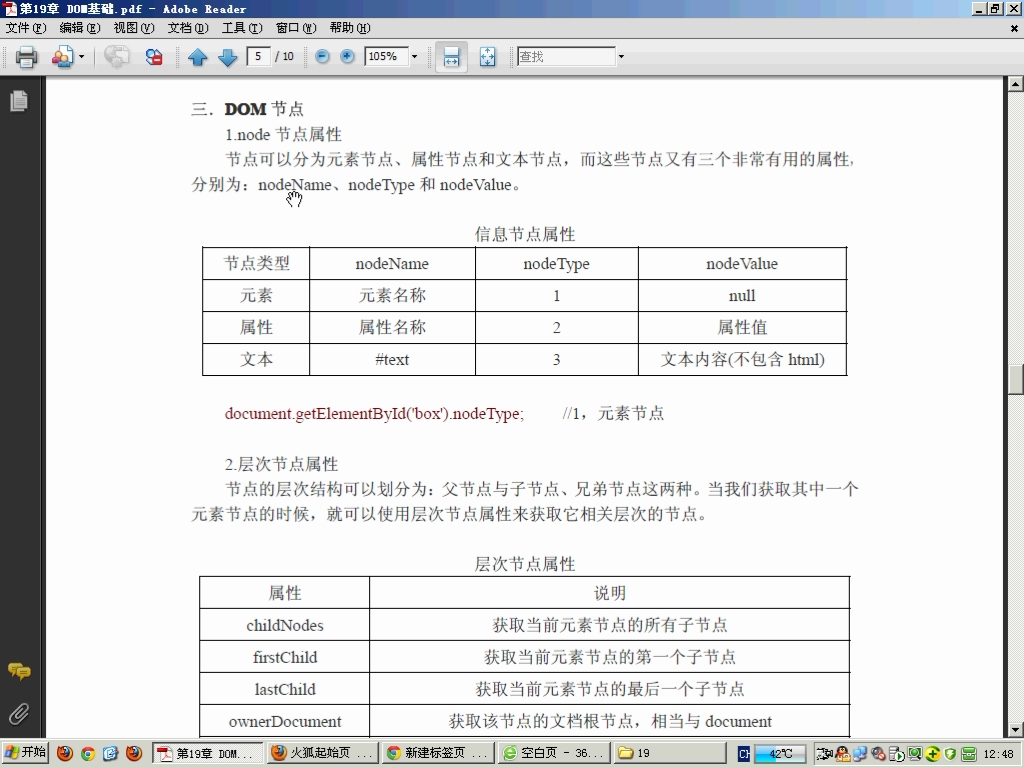 第19章 DOM基础.pdf - Adobe Reader
文件(F) 编辑(E) 视图(V) 文档(D) 工具(T) 窗口(W) 帮助(H)
5 / 10 105% 查找
三．DOM 节点
1.node 节点属性
节点可以分为元素节点、属性节点和文本节点，而这些节点又有三个非常有用的属性，
分别为：nodeName、nodeType 和 nodeValue。
信息节点属性
节点类型 nodeName nodeType nodeValue
元素 元素名称 1 null
属性 属性名称 2 属性值
文本 #text 3 文本内容(不包含 html)
document.getElementById('box').nodeType; //1，元素节点
2.层次节点属性
节点的层次结构可以划分为：父节点与子节点、兄弟节点这两种。当我们获取其中一个
元素节点的时候，就可以使用层次节点属性来获取它相关层次的节点。
层次节点属性
属性 说明
childNodes 获取当前元素节点的所有子节点
firstChild 获取当前元素节点的第一个子节点
lastChild 获取当前元素节点的最后一个子节点
ownerDocument 获取该节点的文档根节点，相当与 document
开始 第19章 DOM... 火狐起始页 ... 新建标签页 ... 空白页 - 36... 19 CH 42℃ 12:48